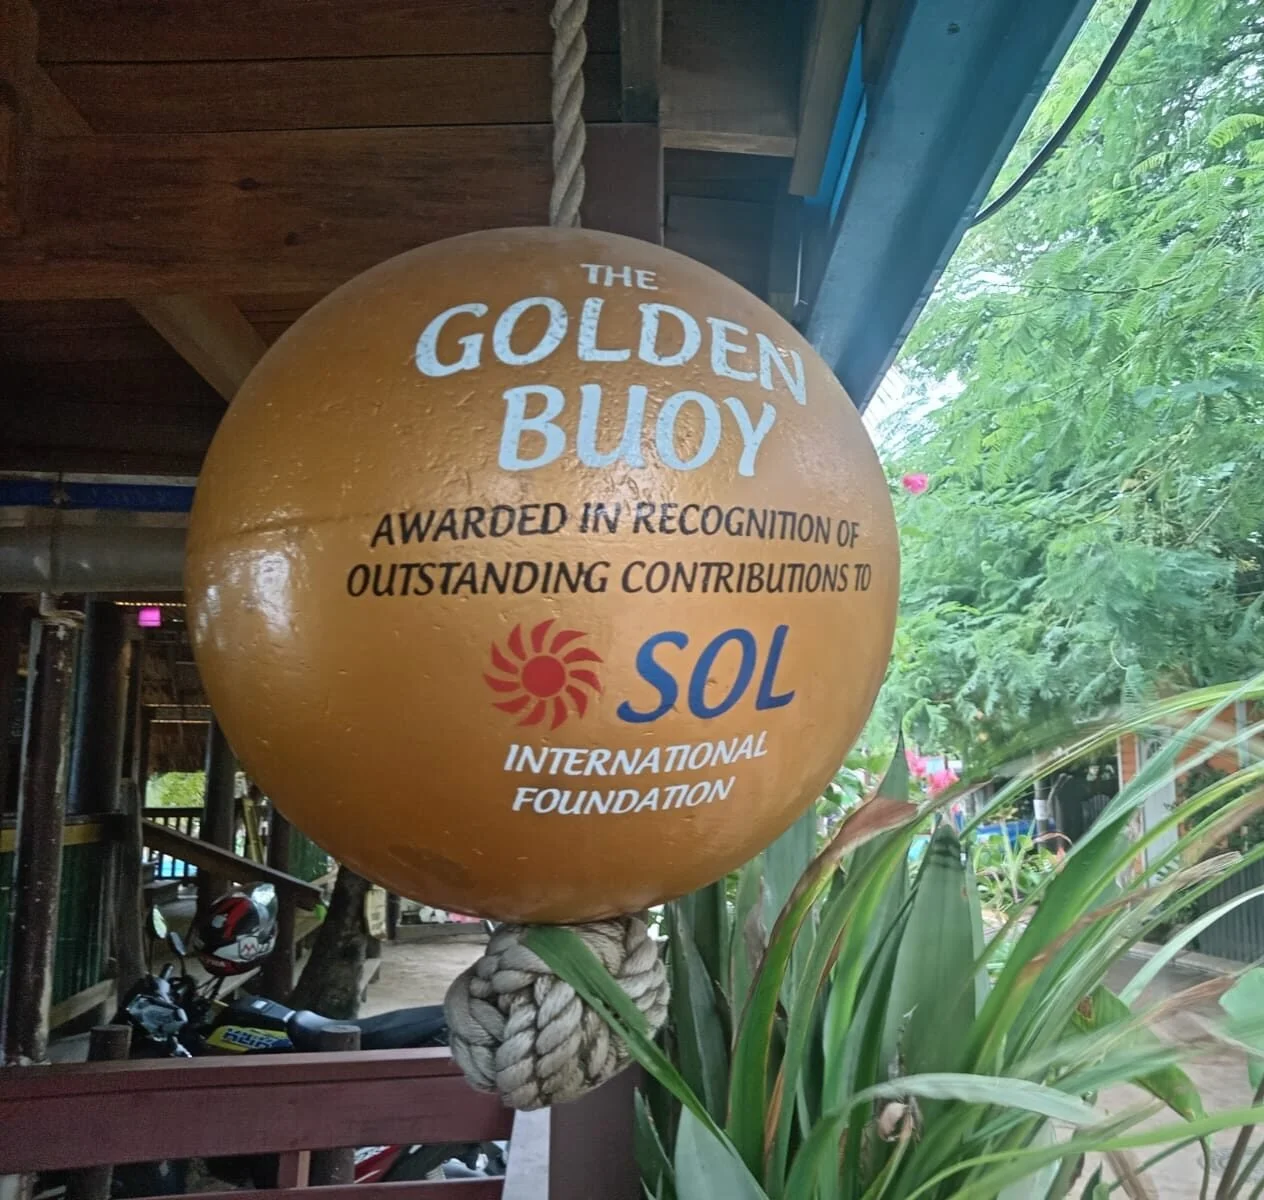 THE
GOLDEN
BUOY
AWARDED IN RECOGNITION OF
OUTSTANDING CONTRIBUTIONS TO
SOL
INTERNATIONAL
FOUNDATION